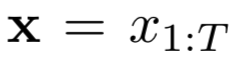 𝐱 = x_{1:T}